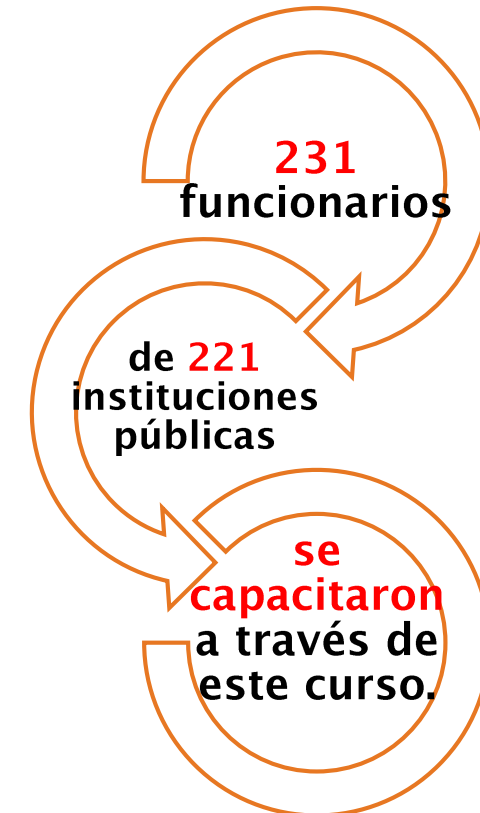 231
funcionarios
de 221
instituciones
públicas
se
capacitaron
a través de
este curso.